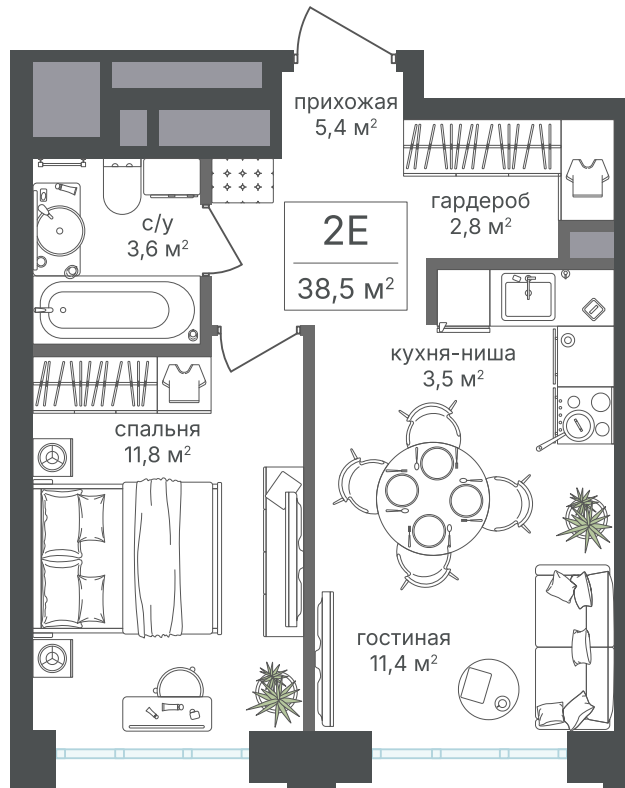 прихожая
5,4 м²
гардероб
2,8 м²
с/у
3,6 м²
2Е
38,5 м²
кухня-ниша
3,5 м²
спальня
11,8 м²
гостиная
11,4 м²